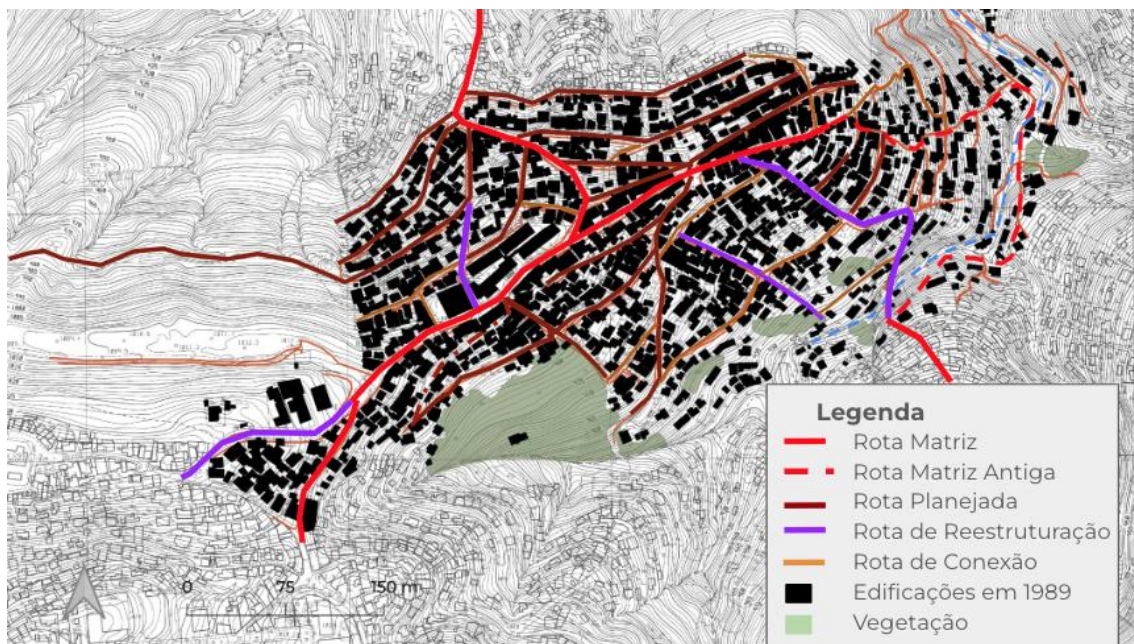 Legenda
Rota Matriz
Rota Matriz Antiga
Rota Planejada
Rota de Reestruturação
Rota de Conexão
Edificações em 1989
Vegetação
0 75 150 m